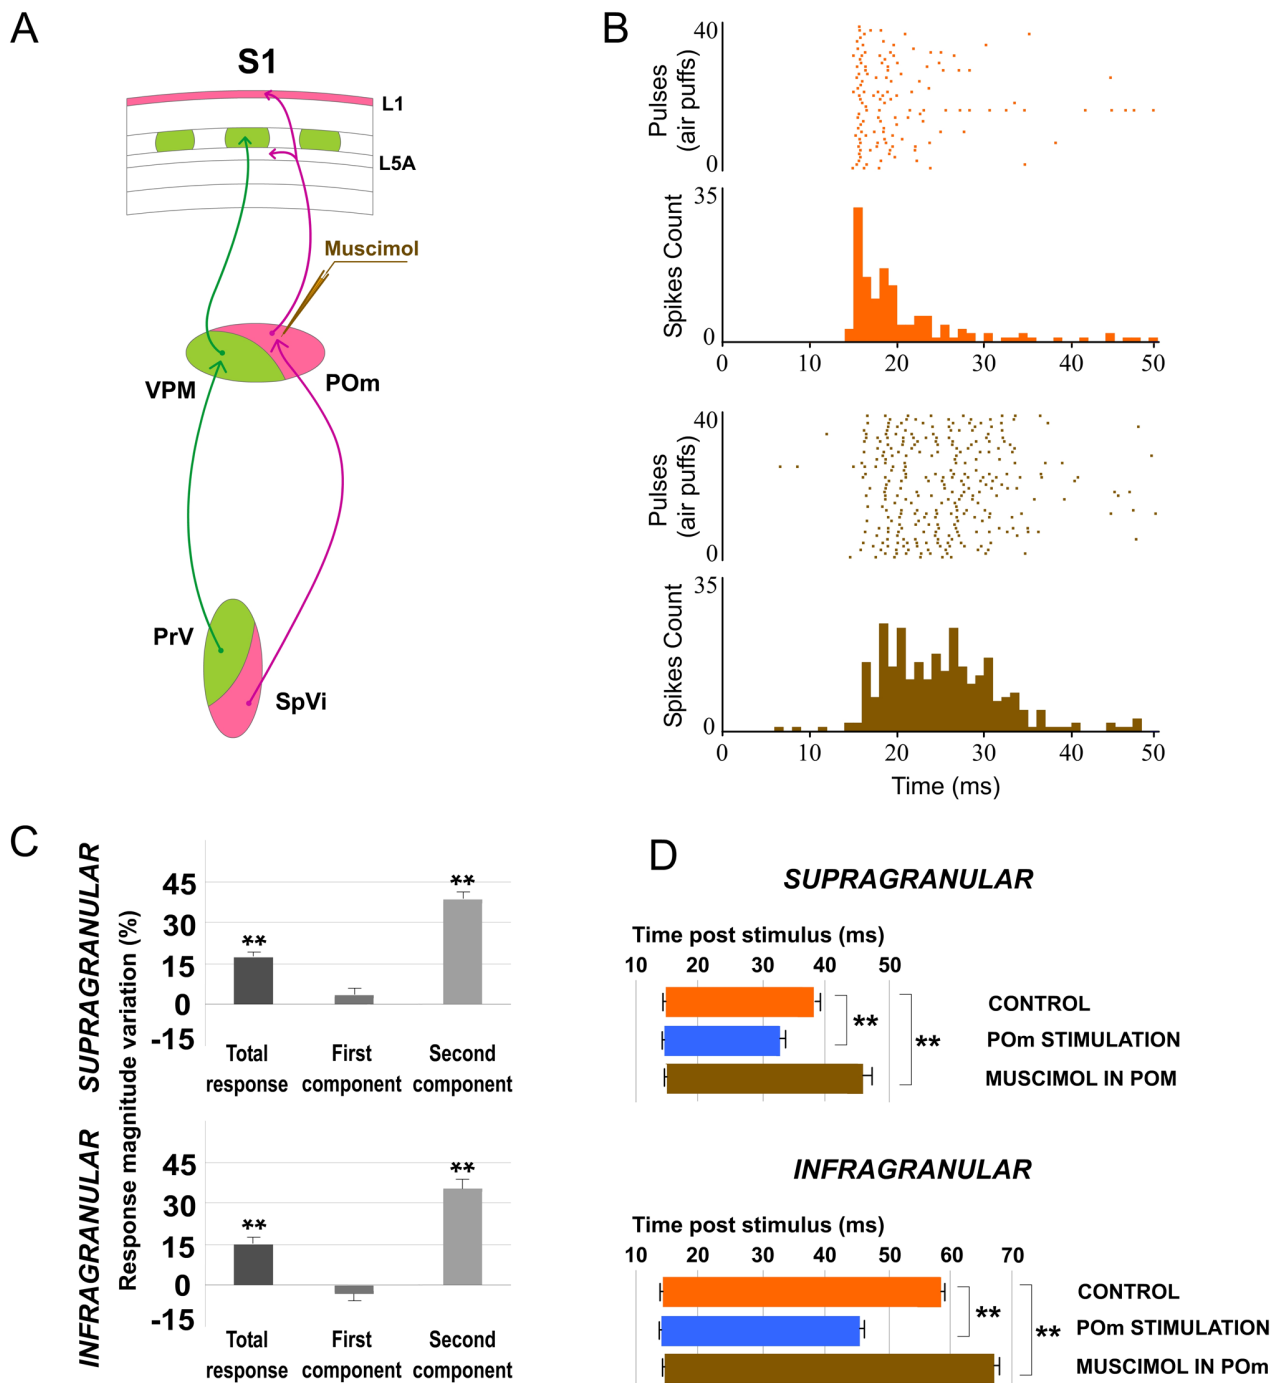 A
S1
L1
L5A
Muscimol
VPM
POm
PrV
SpVi
B
40
Pulses
(air puffs)
0
35
Spikes Count
0
0 10 20 30 40 50
40
Pulses
(air puffs)
0
35
Spikes Count
0
0 10 20 30 40 50
Time (ms)
C
SUPRAGRANULAR
INFRAGRANULAR
Response magnitude variation (%)
45
30
15
0
-15
**
**
Total
response
First
component
Second
component
45
30
15
0
-15
**
**
Total
response
First
component
Second
component
D
SUPRAGRANULAR
Time post stimulus (ms)
10 20 30 40 50
CONTROL
POm STIMULATION
MUSCIMOL IN POM
**
**
INFRAGRANULAR
Time post stimulus (ms)
10 20 30 40 50 60 70
CONTROL
POm STIMULATION
MUSCIMOL IN POm
**
**